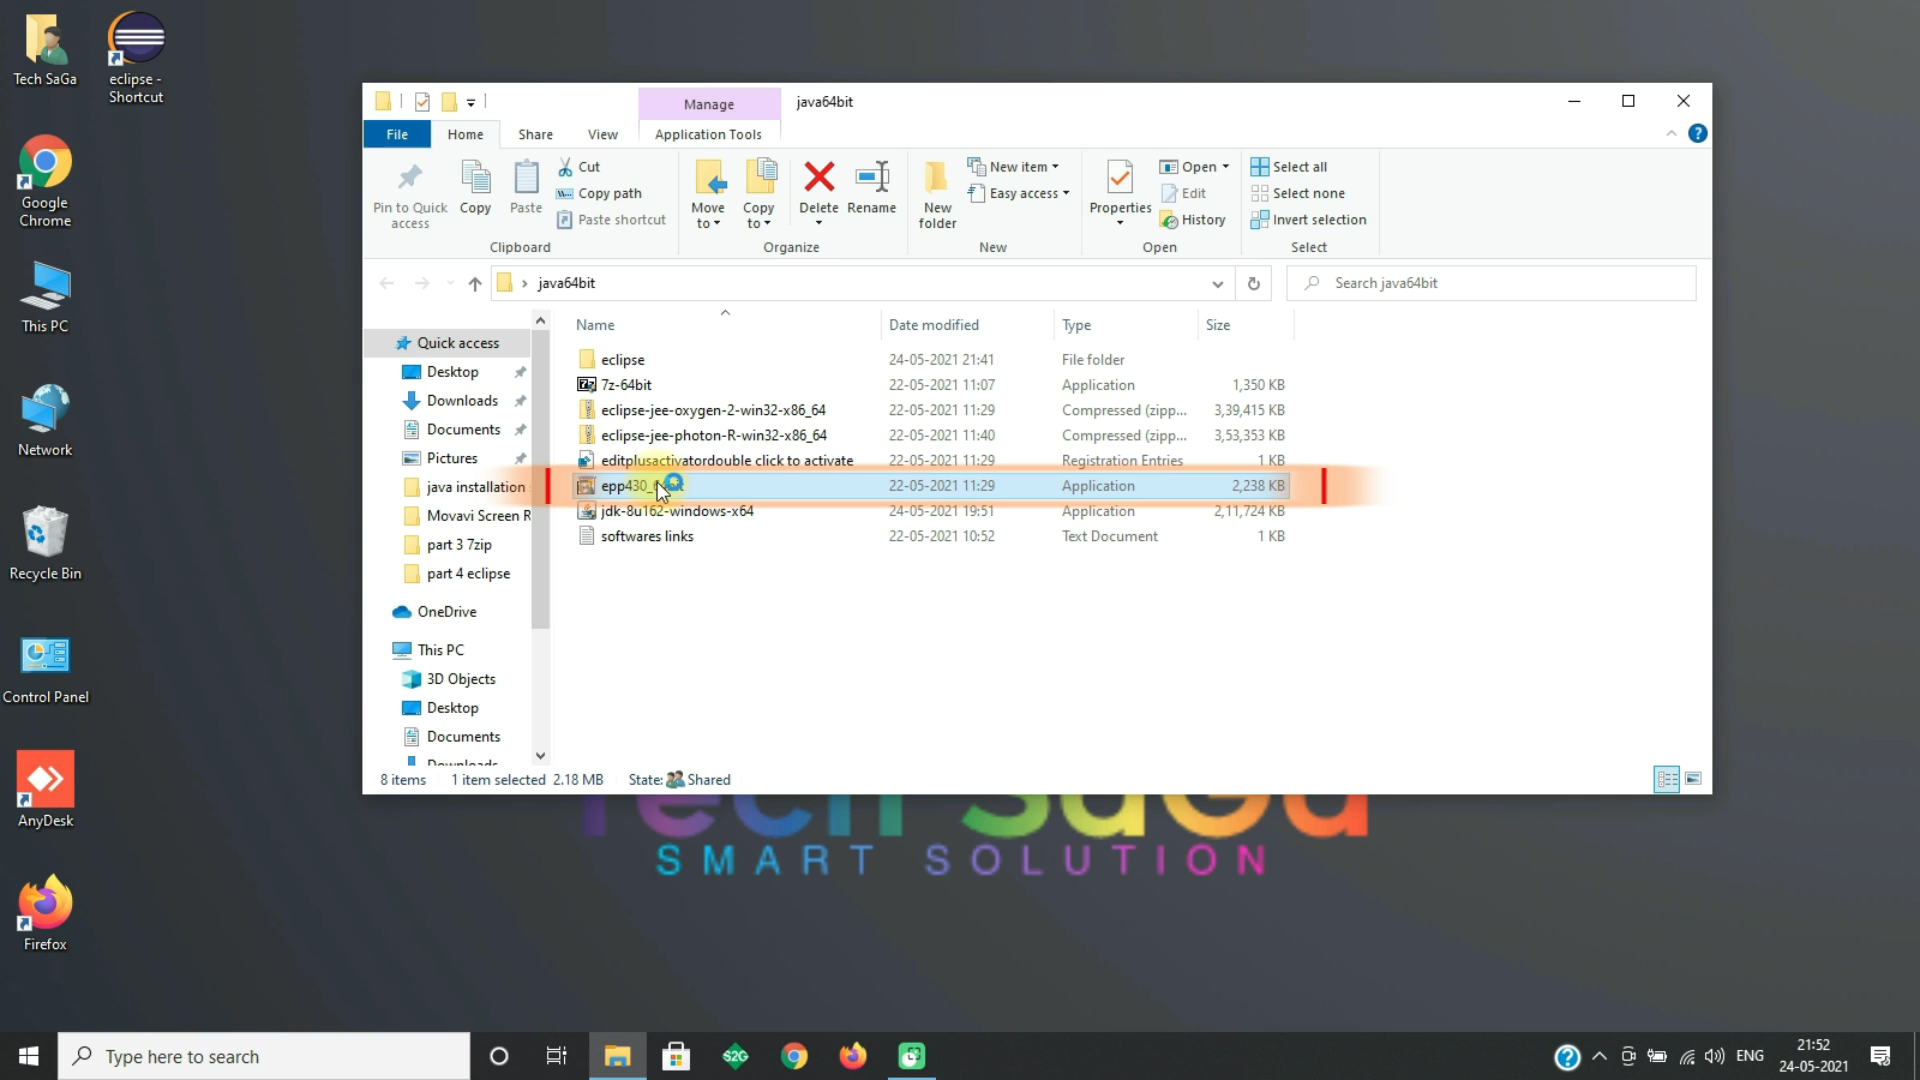 Tech SaGa
eclipse -
Shortcut
Google
Chrome
This PC
Network
Recycle Bin
Control Panel
AnyDesk
Firefox
Manage
java64bit
File
Home
Share
View
Application Tools
Pin to Quick
access
Copy
Paste
Cut
Copy path
Paste shortcut
Clipboard
Move
to
Copy
to
Delete
Rename
Organize
New
folder
New item
Easy access
New
Properties
Open
Edit
History
Open
Select all
Select none
Invert selection
Select
java64bit
Search java64bit
Quick access
Desktop
Downloads
Documents
Pictures
java installation
Movavi Screen R
part 3 7zip
part 4 eclipse
OneDrive
This PC
3D Objects
Desktop
Documents
Downloads
Name Date modified Type Size
eclipse 24-05-2021 21:41 File folder
7z-64bit 22-05-2021 11:07 Application 1,350 KB
eclipse-jee-oxygen-2-win32-x86_64 22-05-2021 11:29 Compressed (zipp... 3,39,415 KB
eclipse-jee-photon-R-win32-x86_64 22-05-2021 11:40 Compressed (zipp... 3,53,353 KB
editplusactivatordouble click to activate 22-05-2021 11:29 Registration Entries 1 KB
22-05-2021 11:29 Application 2,238 KB
jdk-8u162-windows-x64 24-05-2021 19:51 Application 2,11,724 KB
softwares links 22-05-2021 10:52 Text Document 1 KB
8 items 1 item selected 2.18 MB State: Shared
Tech SaGa
SMART SOLUTION
Type here to search
S2G
ENG
21:52
24-05-2021